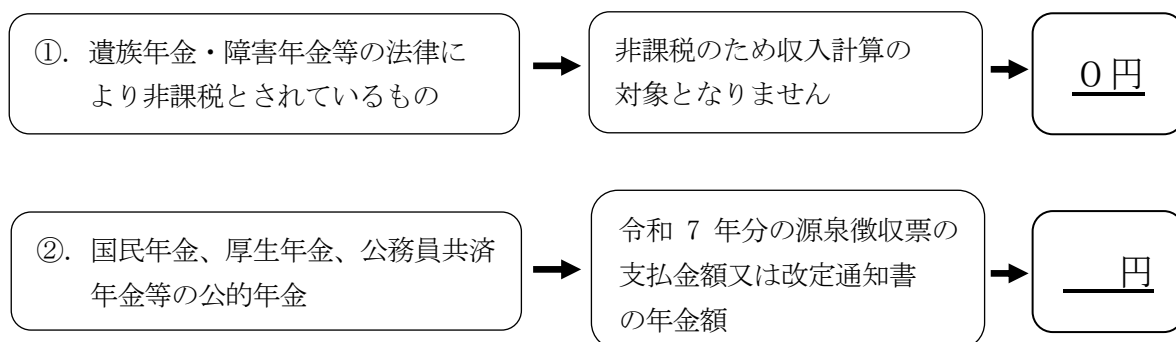 ①. 遺族年金・障害年金等の法律に
より非課税とされているもの
非課税のため収入計算の
対象となりません
０円
②. 国民年金、厚生年金、公務員共済
年金等の公的年金
令和 7 年分の源泉徴収票の
支払金額又は改定通知書
の年金額
円